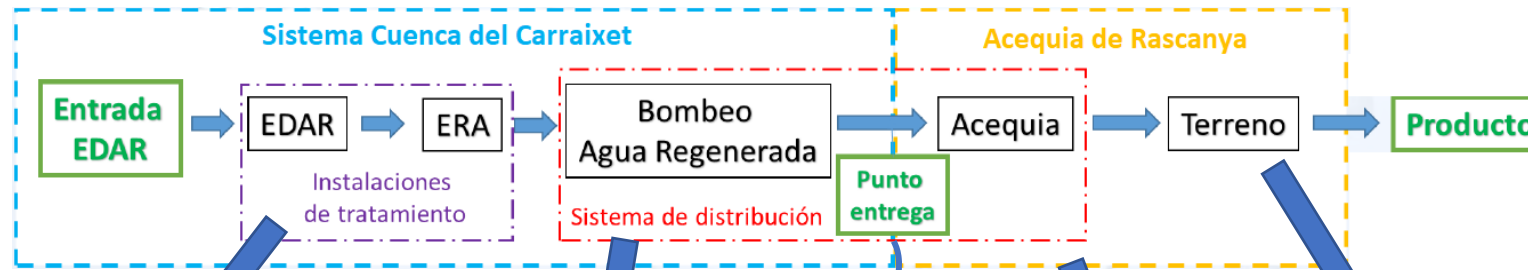 Sistema Cuenca del Carraixet
Acequia de Rascanya
Entrada
EDAR
EDAR
ERA
Bombeo
Agua Regenerada
Acequia
Terreno
Producto
Instalaciones
de tratamiento
Sistema de distribución
Punto
entrega